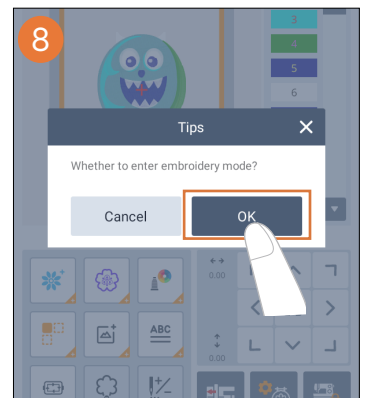 8
3
4
5
6
Tips
Whether to enter embroidery mode?
Cancel
OK
0.00
ABC
0.00